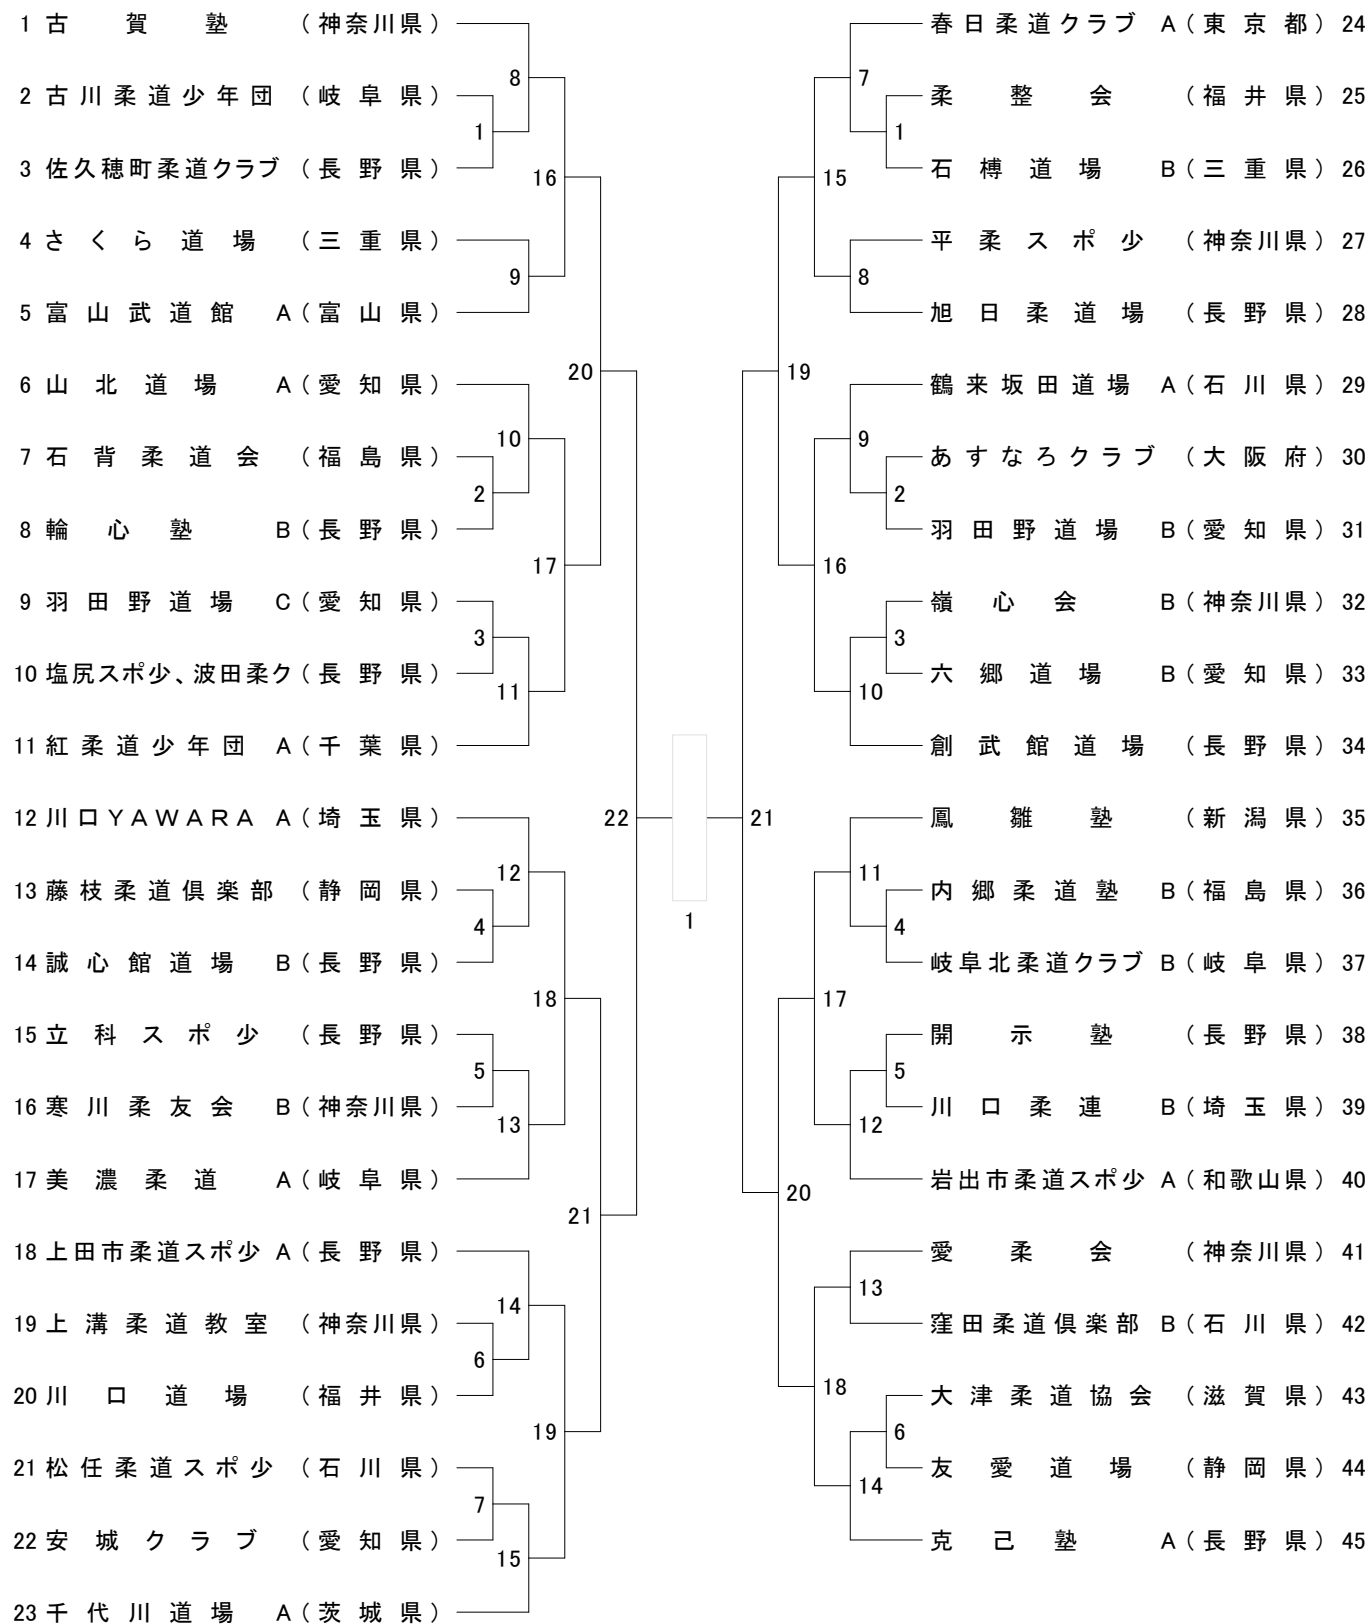 1 古賀塾 （神奈川県）
2 古川柔道少年団 （岐阜県）
3 佐久穂町柔道クラブ （長野県）
4 さくら道場 （三重県）
5 富山武道館 A （富山県）
6 山北道場 A （愛知県）
7 石背柔道会 （福島県）
8 輪心塾 B （長野県）
9 羽田野道場 C （愛知県）
10 塩尻スポ少、波田柔ク （長野県）
11 紅柔道少年団 A （千葉県）
12 川口ＹＡＷＡＲＡ A （埼玉県）
13 藤枝柔道倶楽部 （静岡県）
14 誠心館道場 B （長野県）
15 立科スポ少 （長野県）
16 寒川柔友会 B （神奈川県）
17 美濃柔道 A （岐阜県）
18 上田市柔道スポ少 A （長野県）
19 上溝柔道教室 （神奈川県）
20 川口道場 （福井県）
21 松任柔道スポ少 （石川県）
22 安城クラブ （愛知県）
23 千代川道場 A （茨城県）
1
2
3
4
5
6
7
8
9
10
11
12
13
14
15
16
17
18
19
20
21
22
1
21
19
20
15
16
17
18
7
8
9
10
11
12
13
14
1
2
3
4
5
6
春日柔道クラブ A （東京都） 24
柔整会 （福井県） 25
石榑道場 B （三重県） 26
平柔スポ少 （神奈川県） 27
旭日柔道場 （長野県） 28
鶴来坂田道場 A （石川県） 29
あすなろクラブ （大阪府） 30
羽田野道場 B （愛知県） 31
嶺心会 B （神奈川県） 32
六郷道場 B （愛知県） 33
創武館道場 （長野県） 34
鳳雛塾 （新潟県） 35
内郷柔道塾 B （福島県） 36
岐阜北柔道クラブ B （岐阜県） 37
開示塾 （長野県） 38
川口柔連 B （埼玉県） 39
岩出市柔道スポ少 A （和歌山県） 40
愛柔会 （神奈川県） 41
窪田柔道倶楽部 B （石川県） 42
大津柔道協会 （滋賀県） 43
友愛道場 （静岡県） 44
克己塾 A （長野県） 45